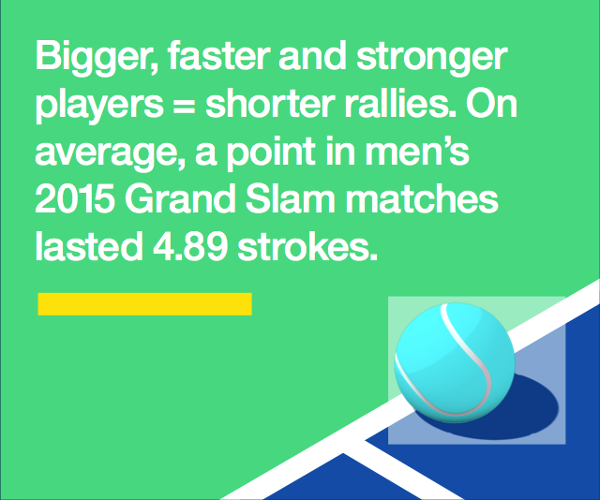 Bigger, faster and stronger
players = shorter rallies. On
average, a point in men’s
2015 Grand Slam matches
lasted 4.89 strokes.